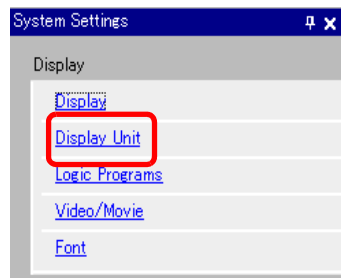 System Settings
Display
Display
Display Unit
Logic Programs
Video/Movie
Font